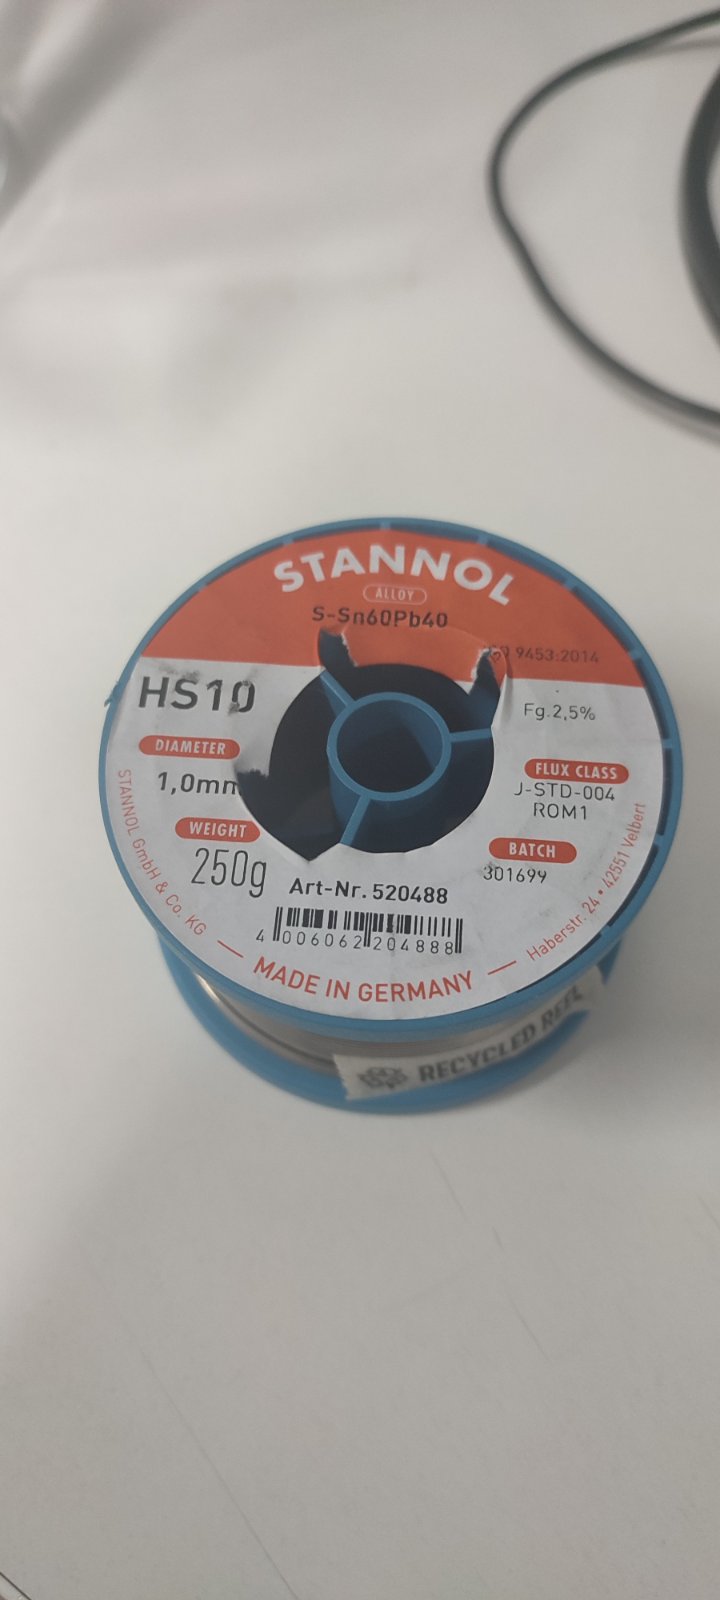 STANNOL
ALLOY
S-Sn60Pb40
9453:2014
HS10
Fg.2,5%
DIAMETER
1,0mm
FLUX CLASS
J-STD-004
ROM1
WEIGHT
250g
BATCH
301699
Art-Nr. 520488
4 006062 204888
STANNOL GmbH & Co. KG
MADE IN GERMANY
Haberstr. 24 • 42551 Velbert
RECYCLED REEL